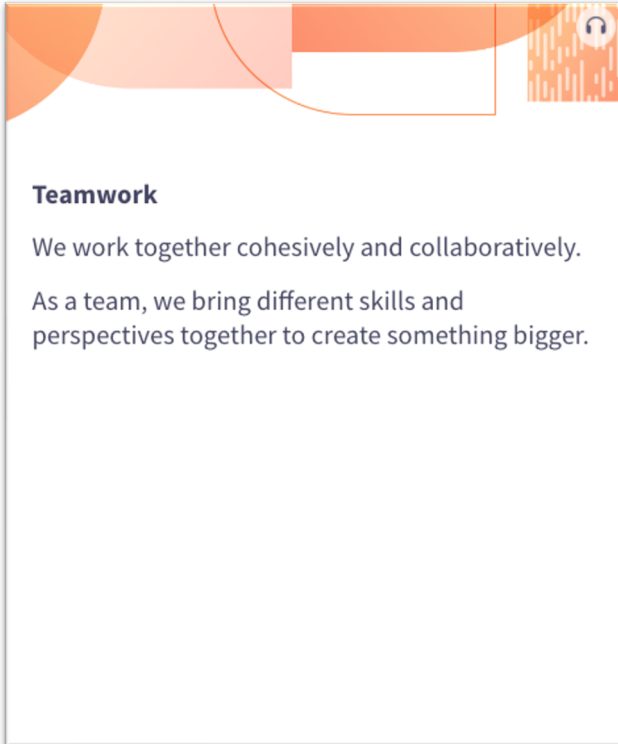 Teamwork
We work together cohesively and collaboratively.
As a team, we bring different skills and
perspectives together to create something bigger.